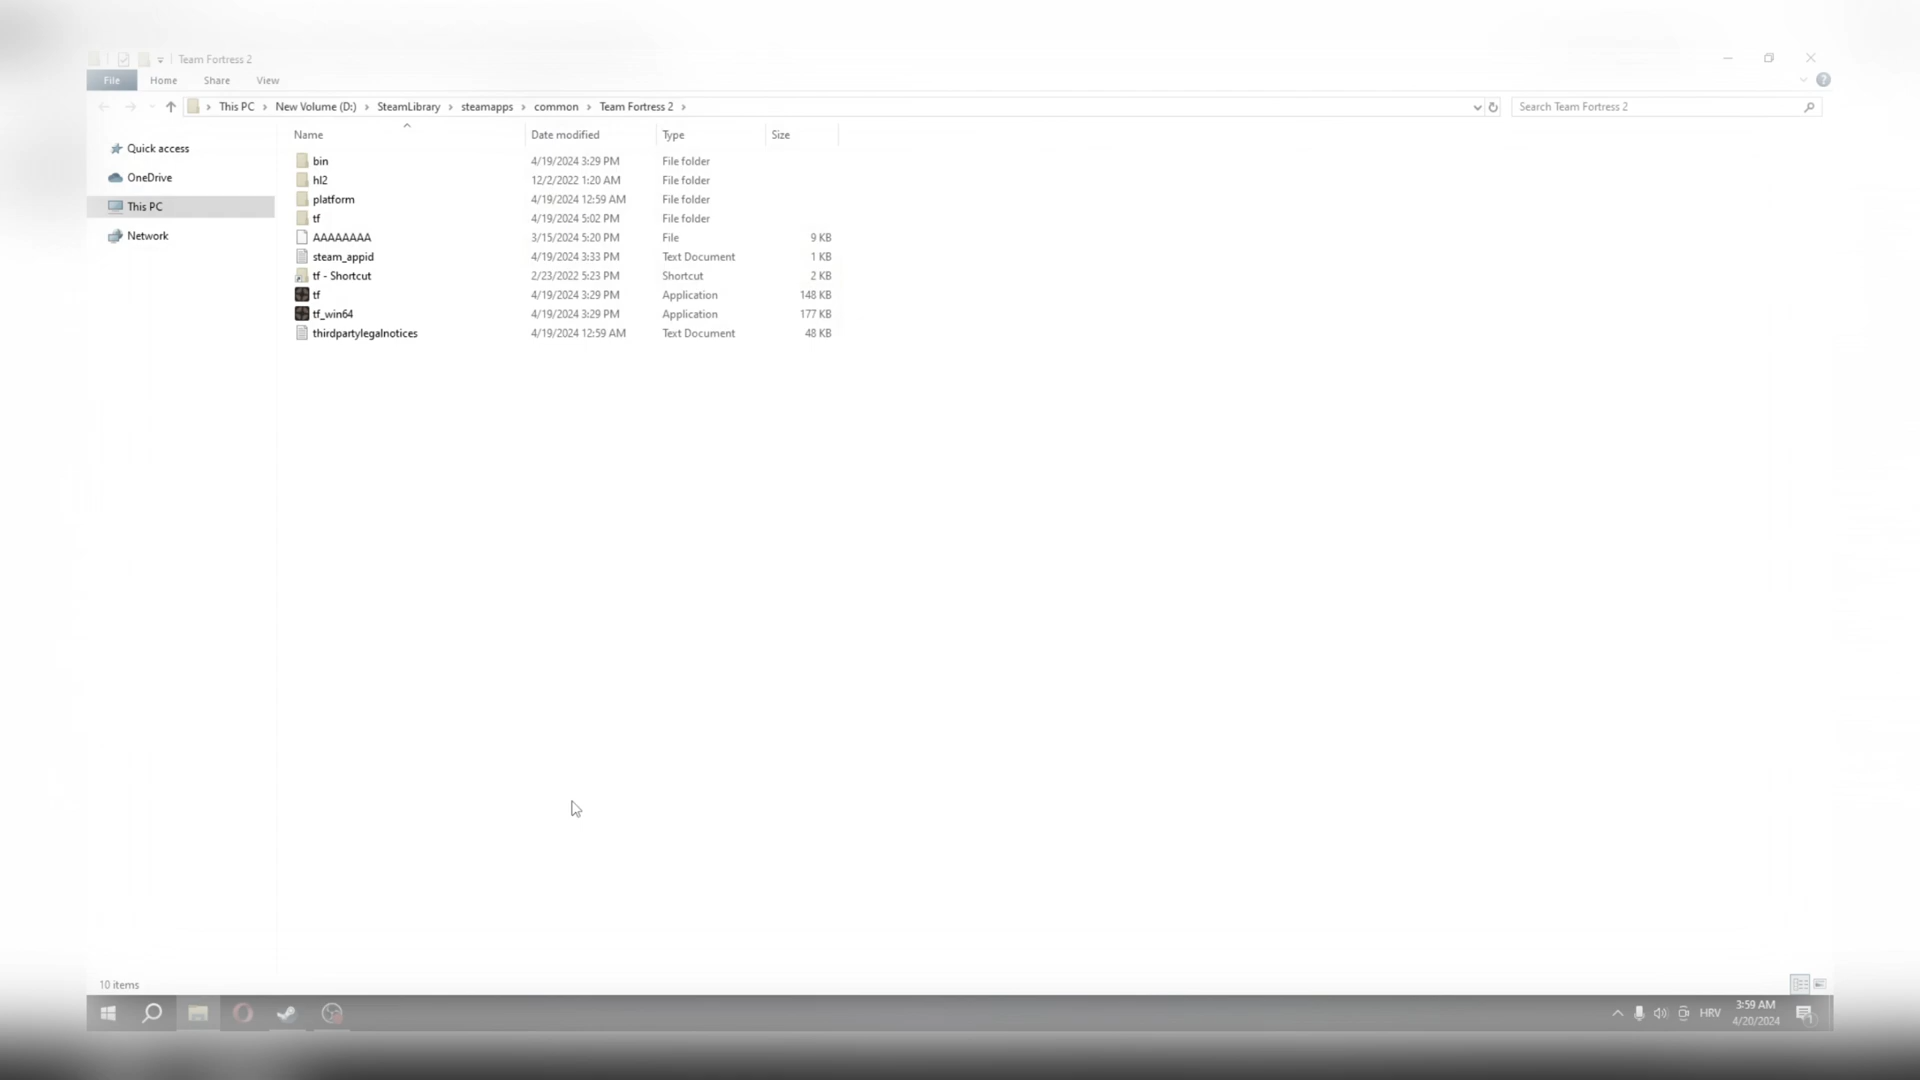 Team Fortress 2
File Home Share View
This PC New Volume (D:) SteamLibrary steamapps common Team Fortress 2 Search Team Fortress 2
Name Date modified Type Size
Quick access
OneDrive
This PC
Network
bin 4/19/2024 3:29 PM File folder
hl2 12/2/2022 1:20 AM File folder
platform 4/19/2024 12:59 AM File folder
tf 4/19/2024 5:02 PM File folder
AAAAAAAA 3/15/2024 5:20 PM File 9 KB
steam_appid 4/19/2024 3:33 PM Text Document 1 KB
tf - Shortcut 2/23/2022 5:23 PM Shortcut 2 KB
tf 4/19/2024 3:29 PM Application 148 KB
tf_win64 4/19/2024 3:29 PM Application 177 KB
thirdpartylegalnotices 4/19/2024 12:59 AM Text Document 48 KB
10 items
HRV 3:59 AM
4/20/2024